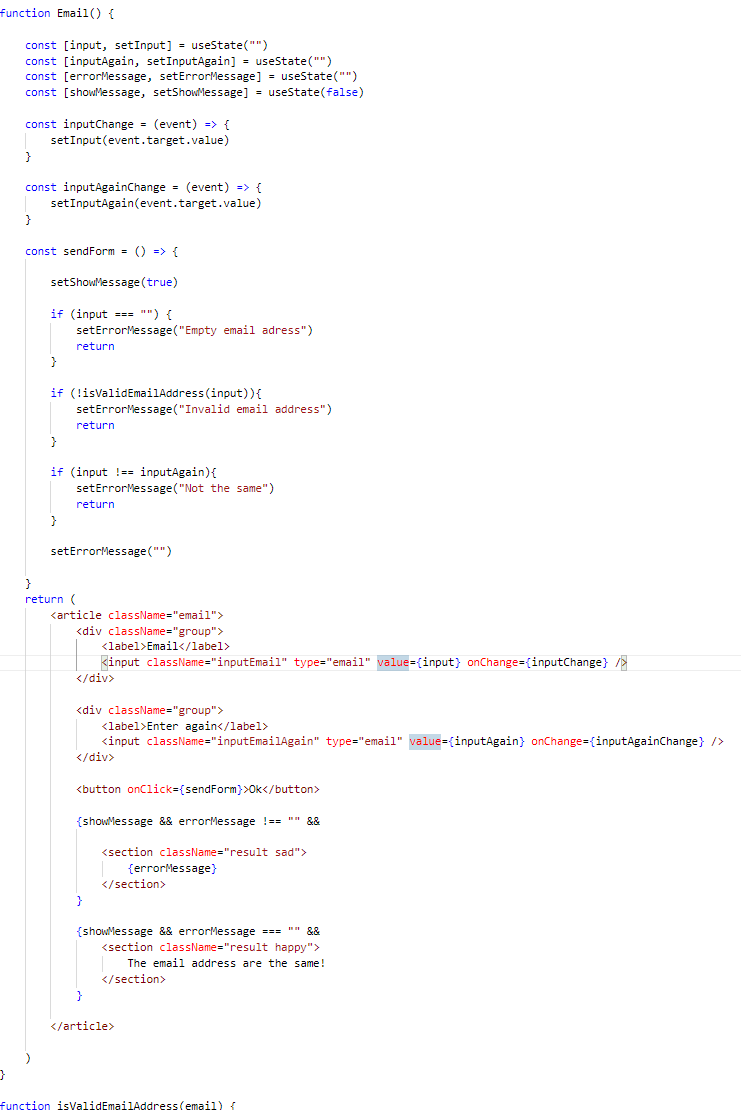 function Email() {
const [input, setInput] = useState("")
const [inputAgain, setInputAgain] = useState("")
const [errorMessage, setErrorMessage] = useState("")
const [showMessage, setShowMessage] = useState(false)
const inputChange = (event) => {
setInput(event.target.value)
}
const inputAgainChange = (event) => {
setInputAgain(event.target.value)
}
const sendForm = () => {
setShowMessage(true)
if (input === "") {
setErrorMessage("Empty email adress")
return
}
if (!isValidEmailAddress(input)){
setErrorMessage("Invalid email address")
return
}
if (input !== inputAgain){
setErrorMessage("Not the same")
return
}
setErrorMessage("")
}
return (
<article className="email">
<div className="group">
<label>Email</label>
<input className="inputEmail" type="email" value={input} onChange={inputChange} />
</div>
<div className="group">
<label>Enter again</label>
<input className="inputEmailAgain" type="email" value={inputAgain} onChange={inputAgainChange} />
</div>
<button onClick={sendForm}>Ok</button>
{showMessage && errorMessage !== "" &&
<section className="result sad">
{errorMessage}
</section>
}
{showMessage && errorMessage === "" &&
<section className="result happy">
The email address are the same!
</section>
}
</article>
)
}
function isValidEmailAddress(email) {